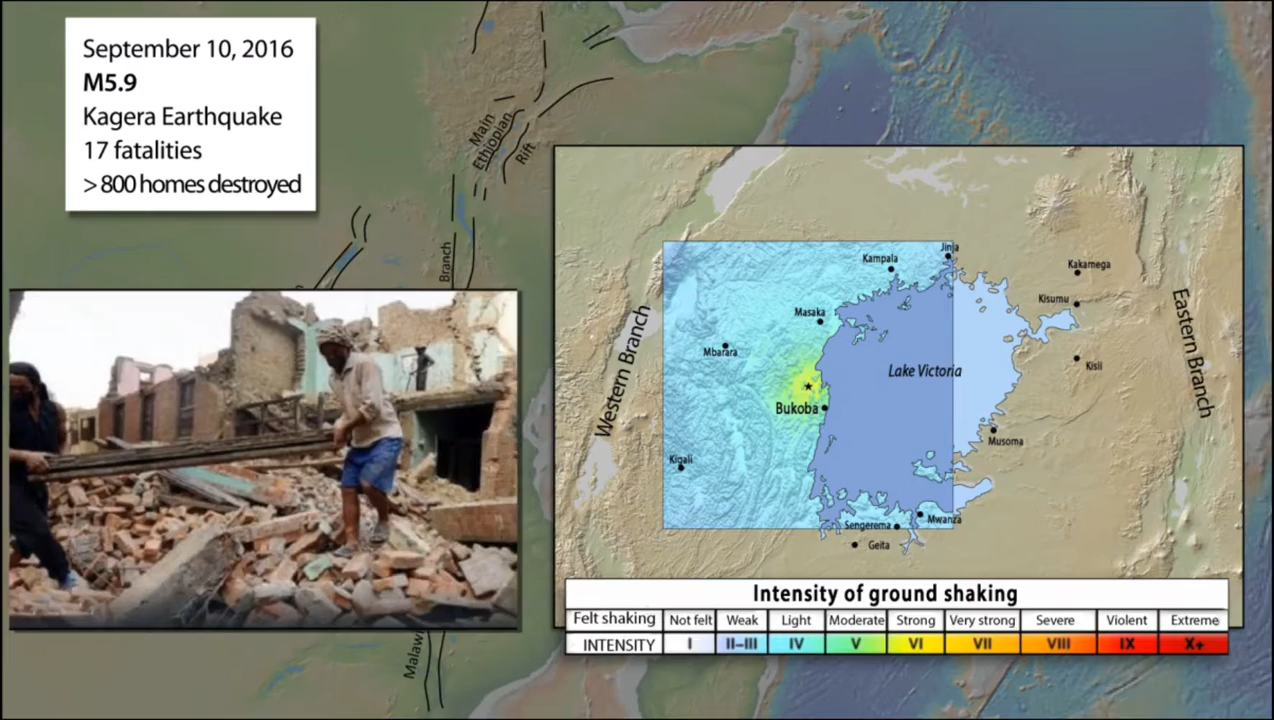 September 10, 2016
M5.9
Kagera Earthquake
17 fatalities
> 800 homes destroyed
Main
Ethiopian
Rift
Branch
Malaw
Western Branch
Eastern Branch
Jinja
Kampala
Kakamega
Kisumu
Masaka
Mbarara
Kisii
Lake Victoria
Bukoba
Musoma
Kigali
Mwanza
Sengerema
Geita
Intensity of ground shaking
Felt shaking Not felt Weak Light Moderate Strong Very strong Severe Violent Extreme
INTENSITY I II–III IV V VI VII VIII IX X+